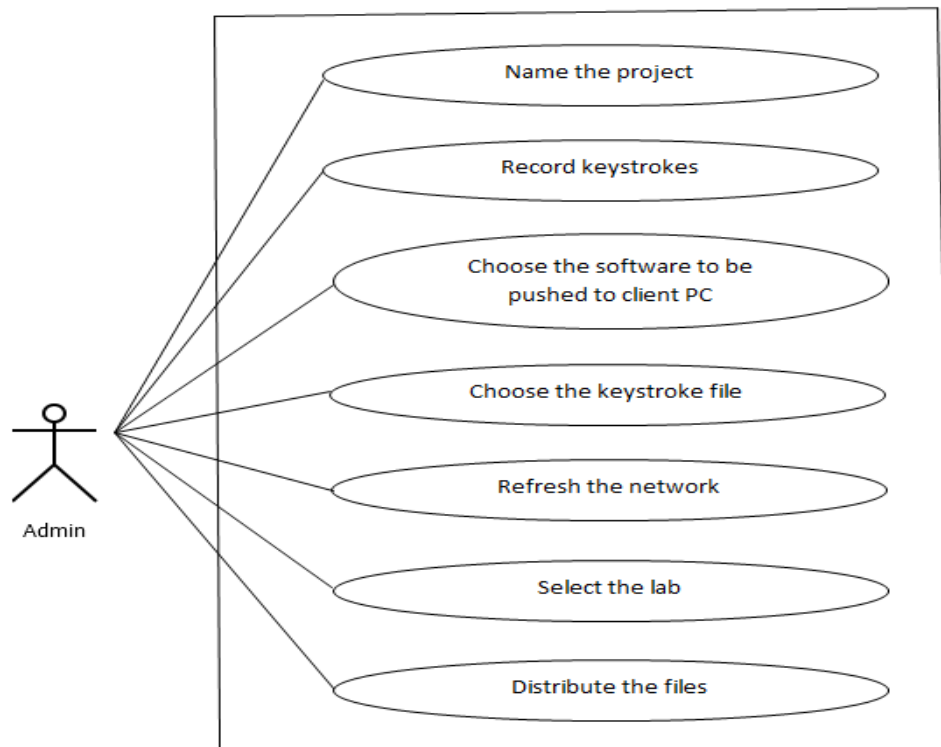 Name the project
Record keystrokes
Choose the software to be
pushed to client PC
Choose the keystroke file
Refresh the network
Admin
Select the lab
Distribute the files